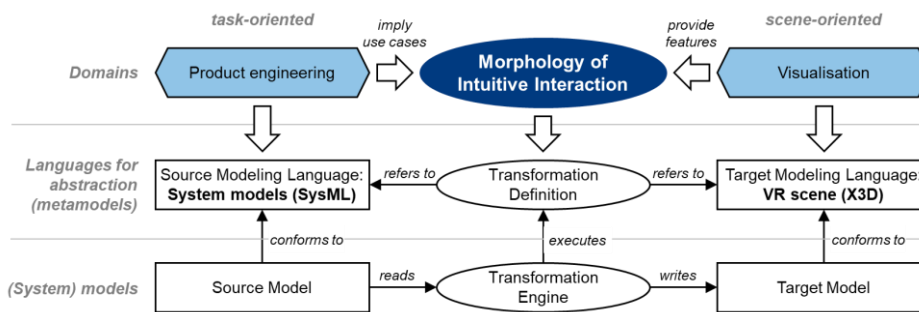 task-oriented
scene-oriented
imply
use cases
provide
features
Domains
Product engineering
Morphology of
Intuitive Interaction
Visualisation
Languages for
abstraction
(metamodels)
Source Modeling Language:
System models (SysML)
refers to
Transformation
Definition
refers to
Target Modeling Language:
VR scene (X3D)
conforms to
executes
conforms to
(System) models
Source Model
reads
Transformation
Engine
writes
Target Model